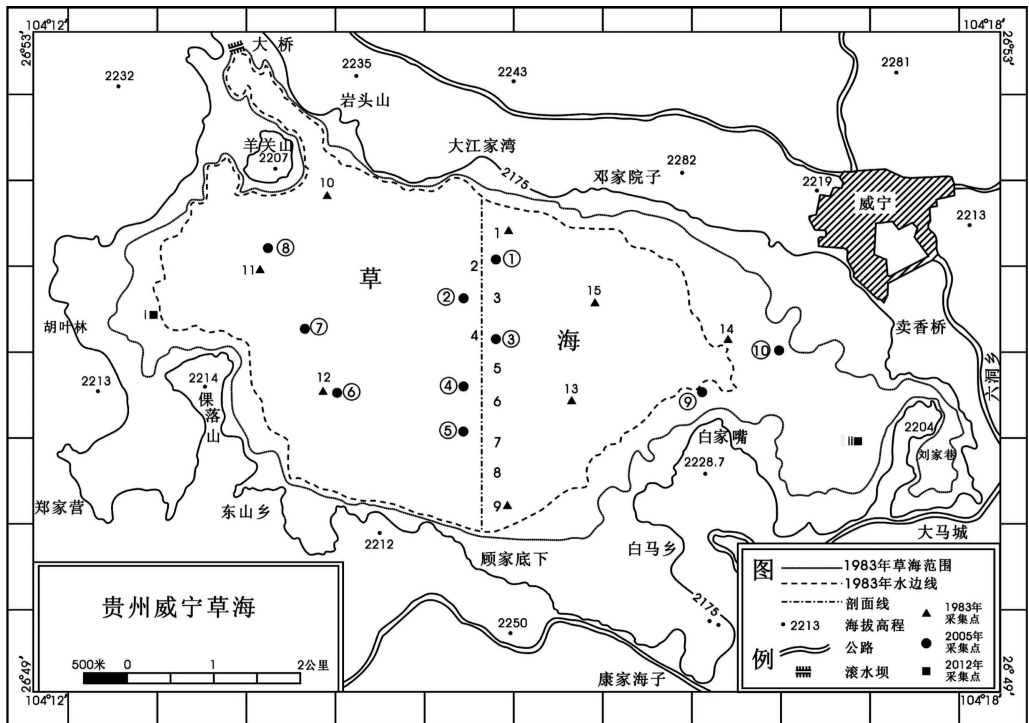 104°12′
104°18′
26°53′
26°53′
大桥
2232
2235
2243
2281
岩头山
羊关山
2207
大江家湾
2175
邓家院子
2282
2219
威宁
2213
10
1
①
⑧
11
草
2
②
3
15
胡叶林
i
⑦
4
③
海
14
⑩
卖香桥
六洞乡
5
2213
2214
倮落山
12
⑥
④
6
13
⑨
⑤
7
白家嘴
ii
2204
刘家巷
8
2228.7
9
郑家营
东山乡
2212
顾家底下
白马乡
大马城
2175
2250
康家海子
贵州威宁草海
500米 0 1 2公里
图例
1983年草海范围
1983年水边线
剖面线
2213 海拔高程
公路
滚水坝
1983年
采集点
2005年
采集点
2012年
采集点
26°49′
26°49′
104°12′
104°18′